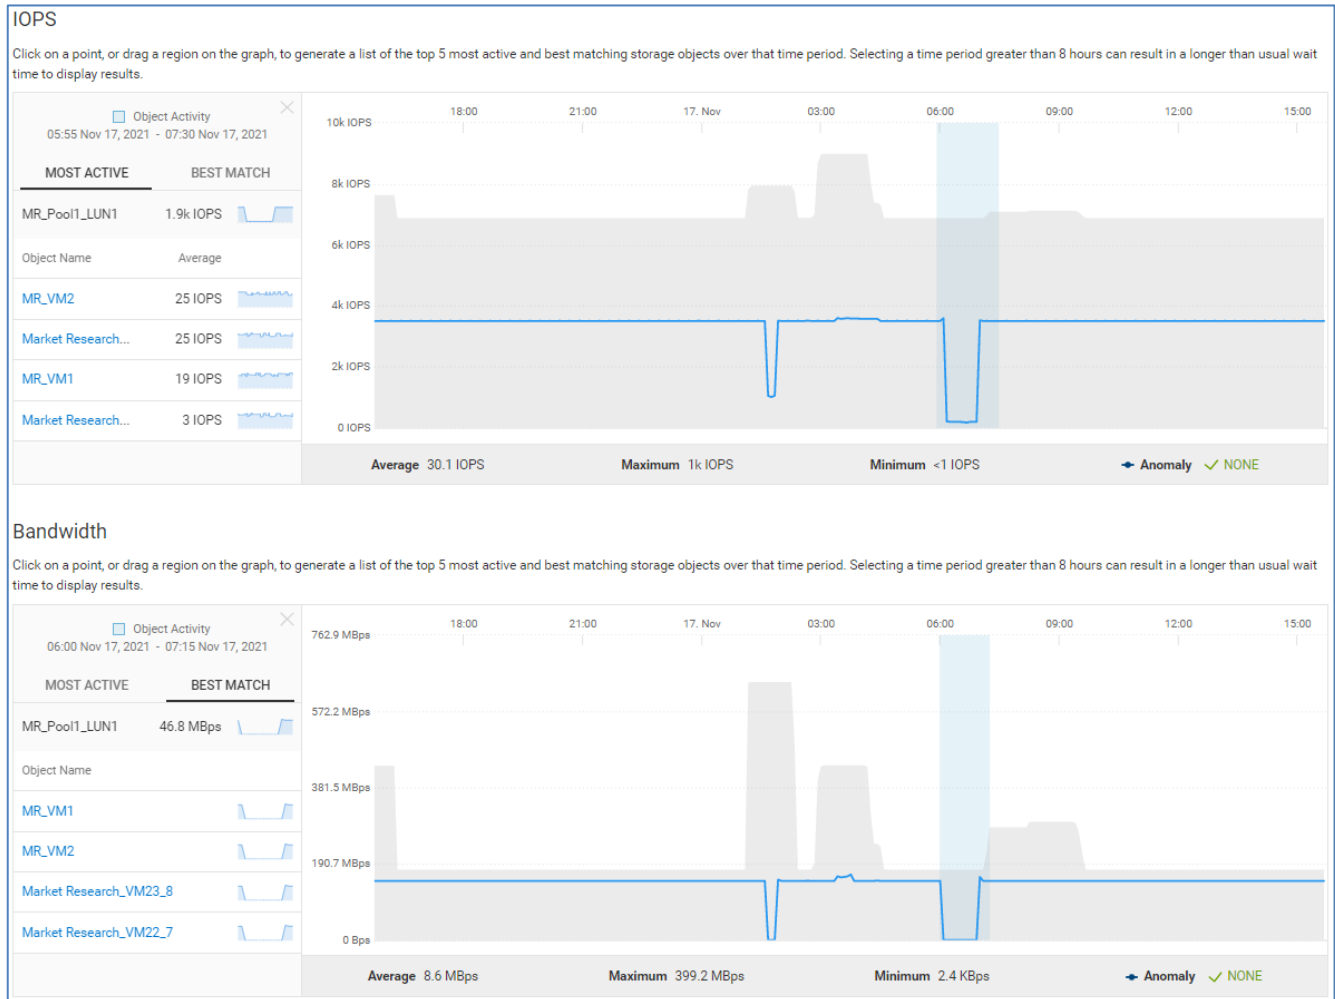 IOPS
Click on a point, or drag a region on the graph, to generate a list of the top 5 most active and best matching storage objects over that time period. Selecting a time period greater than 8 hours can result in a longer than usual wait
time to display results.
Object Activity
05:55 Nov 17, 2021 - 07:30 Nov 17, 2021
MOST ACTIVE BEST MATCH
MR_Pool1_LUN1 1.9k IOPS
Object Name Average
MR_VM2 25 IOPS
Market Research... 25 IOPS
MR_VM1 19 IOPS
Market Research... 3 IOPS
18:00 21:00 17. Nov 03:00 06:00 09:00 12:00 15:00
10k IOPS
8k IOPS
6k IOPS
4k IOPS
2k IOPS
0 IOPS
Average 30.1 IOPS Maximum 1k IOPS Minimum <1 IOPS Anomaly NONE
Bandwidth
Click on a point, or drag a region on the graph, to generate a list of the top 5 most active and best matching storage objects over that time period. Selecting a time period greater than 8 hours can result in a longer than usual wait
time to display results.
Object Activity
06:00 Nov 17, 2021 - 07:15 Nov 17, 2021
MOST ACTIVE BEST MATCH
MR_Pool1_LUN1 46.8 MBps
Object Name
MR_VM1
MR_VM2
Market Research_VM23_8
Market Research_VM22_7
18:00 21:00 17. Nov 03:00 06:00 09:00 12:00 15:00
762.9 MBps
572.2 MBps
381.5 MBps
190.7 MBps
0 Bps
Average 8.6 MBps Maximum 399.2 MBps Minimum 2.4 KBps Anomaly NONE